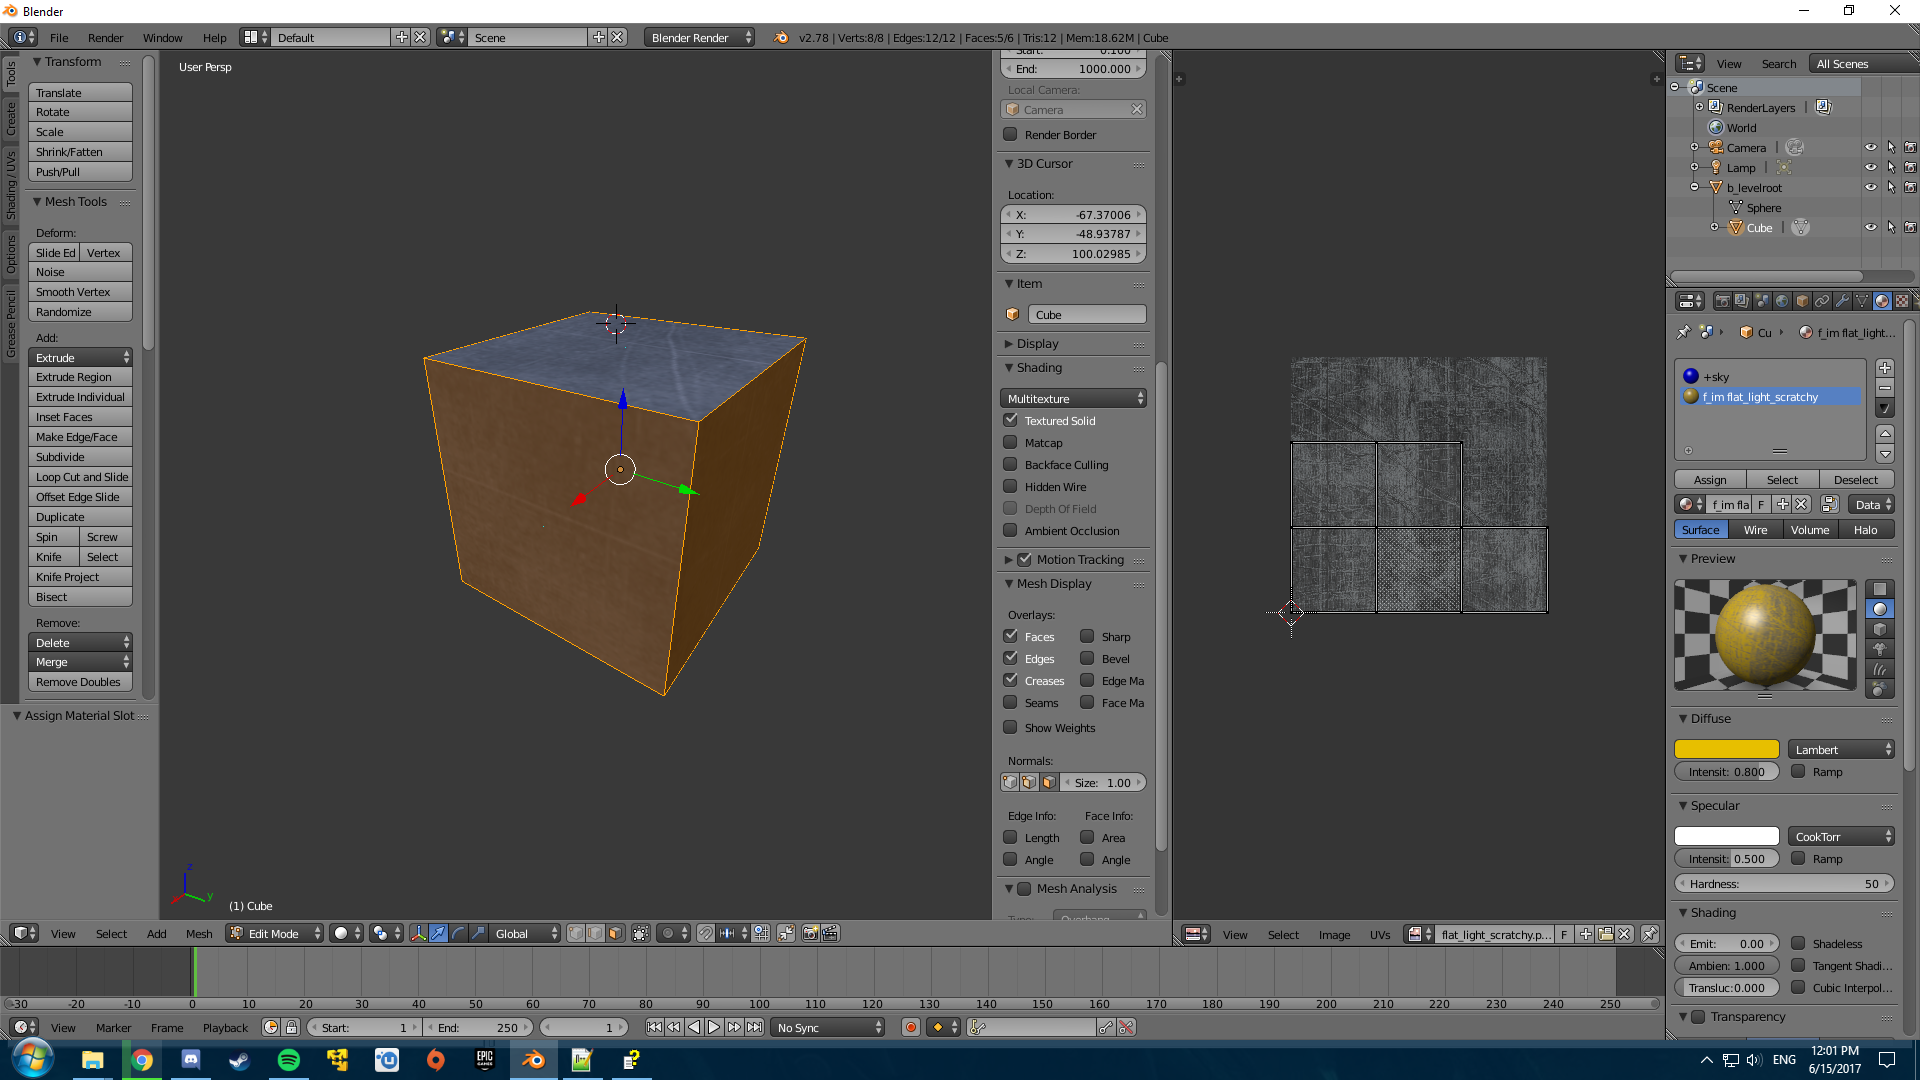 Blender
File Render Window Help Default Scene Blender Render v2.78 | Verts:8/8 | Edges:12/12 | Faces:5/6 | Tris:12 | Mem:18.62M | Cube
Tools
Create
Shading / UVs
Options
Grease Pencil
Transform
Translate
Rotate
Scale
Shrink/Fatten
Push/Pull
Mesh Tools
Deform:
Slide Ed Vertex
Noise
Smooth Vertex
Randomize
Add:
Extrude
Extrude Region
Extrude Individual
Inset Faces
Make Edge/Face
Subdivide
Loop Cut and Slide
Offset Edge Slide
Duplicate
Spin Screw
Knife Select
Knife Project
Bisect
Remove:
Delete
Merge
Remove Doubles
Assign Material Slot
User Persp
z
y
(1) Cube
End: 1000.000
Local Camera:
Camera
Render Border
3D Cursor
Location:
X: -67.37006
Y: -48.93787
Z: 100.02985
Item
Cube
Display
Shading
Multitexture
Textured Solid
Matcap
Backface Culling
Hidden Wire
Depth Of Field
Ambient Occlusion
Motion Tracking
Mesh Display
Overlays:
Faces Sharp
Edges Bevel
Creases Edge Ma
Seams Face Ma
Show Weights
Normals:
Size: 1.00
Edge Info: Face Info:
Length Area
Angle Angle
Mesh Analysis
View Search All Scenes
Scene
RenderLayers
World
Camera
Lamp
b_levelroot
Sphere
Cube
Cu f_im flat_light...
+sky
f_im flat_light_scratchy
Assign Select Deselect
f_im fla F Data
Surface Wire Volume Halo
Preview
Diffuse
Lambert
Intensit: 0.800 Ramp
Specular
CookTorr
Intensit: 0.500 Ramp
Hardness: 50
Shading
Emit: 0.00 Shadeless
Ambien: 1.000 Tangent Shadi...
Transluc:0.000 Cubic Interpol...
Transparency
View Select Add Mesh Edit Mode Global
View Select Image UVs flat_light_scratchy.p... F
-30 -20 -10 0 10 20 30 40 50 60 70 80 90 100 110 120 130 140 150 160 170 180 190 200 210 220 230 240 250
View Marker Frame Playback Start: 1 End: 250 1 No Sync
EPIC
GAMES
ENG
12:01 PM
6/15/2017